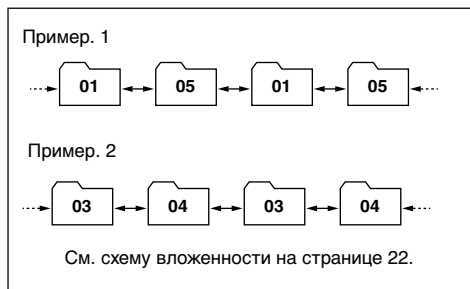 Пример. 1
01 05 01 05
Пример. 2
03 04 03 04
См. схему вложенности на странице 22.